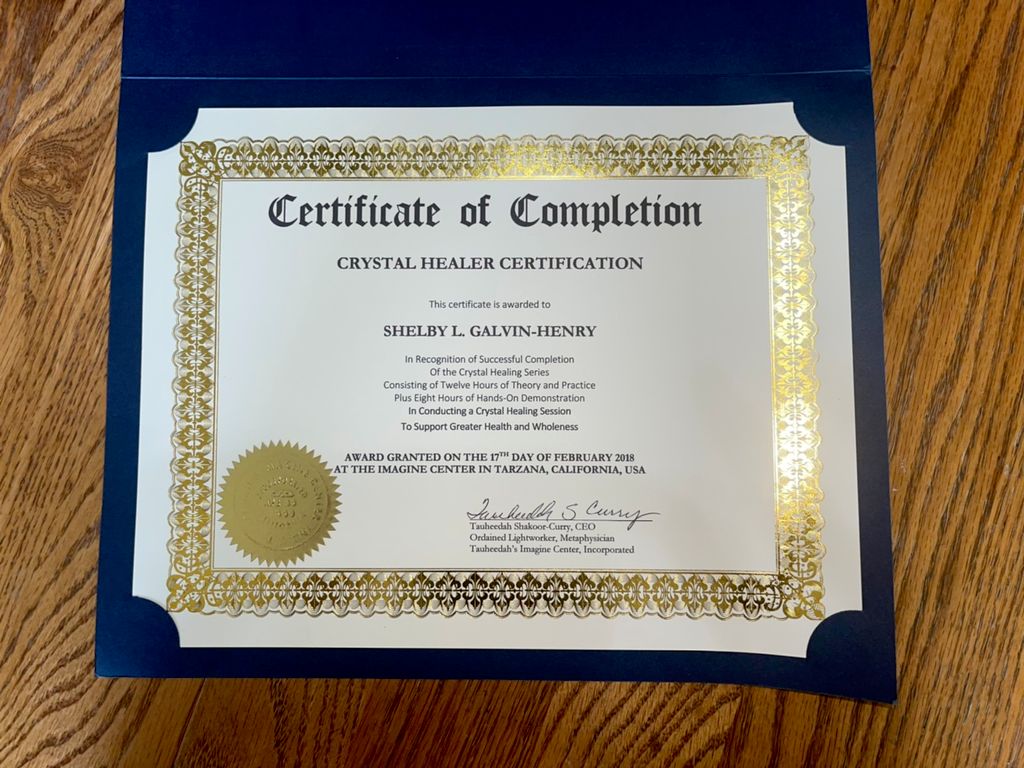 Certificate of Completion
CRYSTAL HEALER CERTIFICATION
This certificate is awarded to
SHELBY L. GALVIN-HENRY
In Recognition of Successful Completion
Of the Crystal Healing Series
Consisting of Twelve Hours of Theory and Practice
Plus Eight Hours of Hands-On Demonstration
In Conducting a Crystal Healing Session
To Support Greater Health and Wholeness
AWARD GRANTED ON THE 17TH DAY OF FEBRUARY 2018
AT THE IMAGINE CENTER IN TARZANA, CALIFORNIA, USA
Tauheedah S Curry
Tauheedah Shakoor-Curry, CEO
Ordained Lightworker, Metaphysician
Tauheedah's Imagine Center, Incorporated